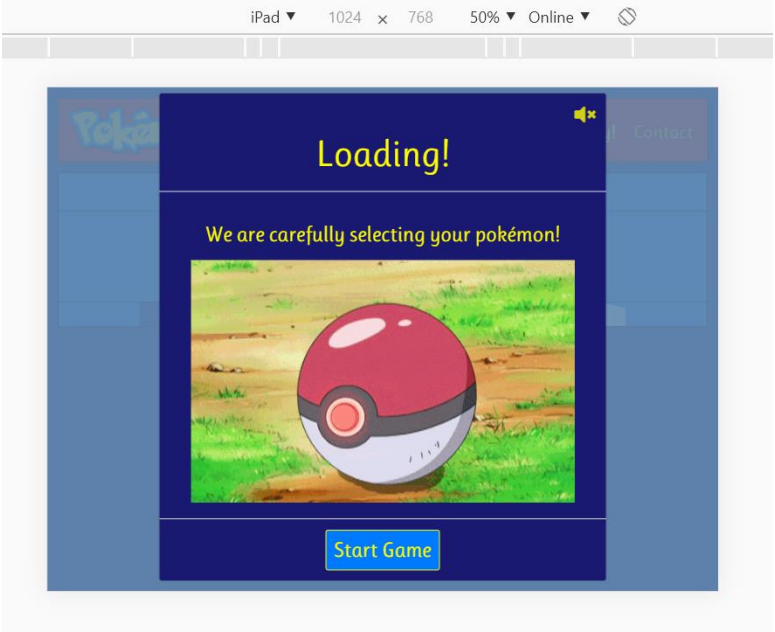 iPad ▼ 1024 × 768 50% ▼ Online ▼
Contact
Loading!
We are carefully selecting your pokémon!
Start Game